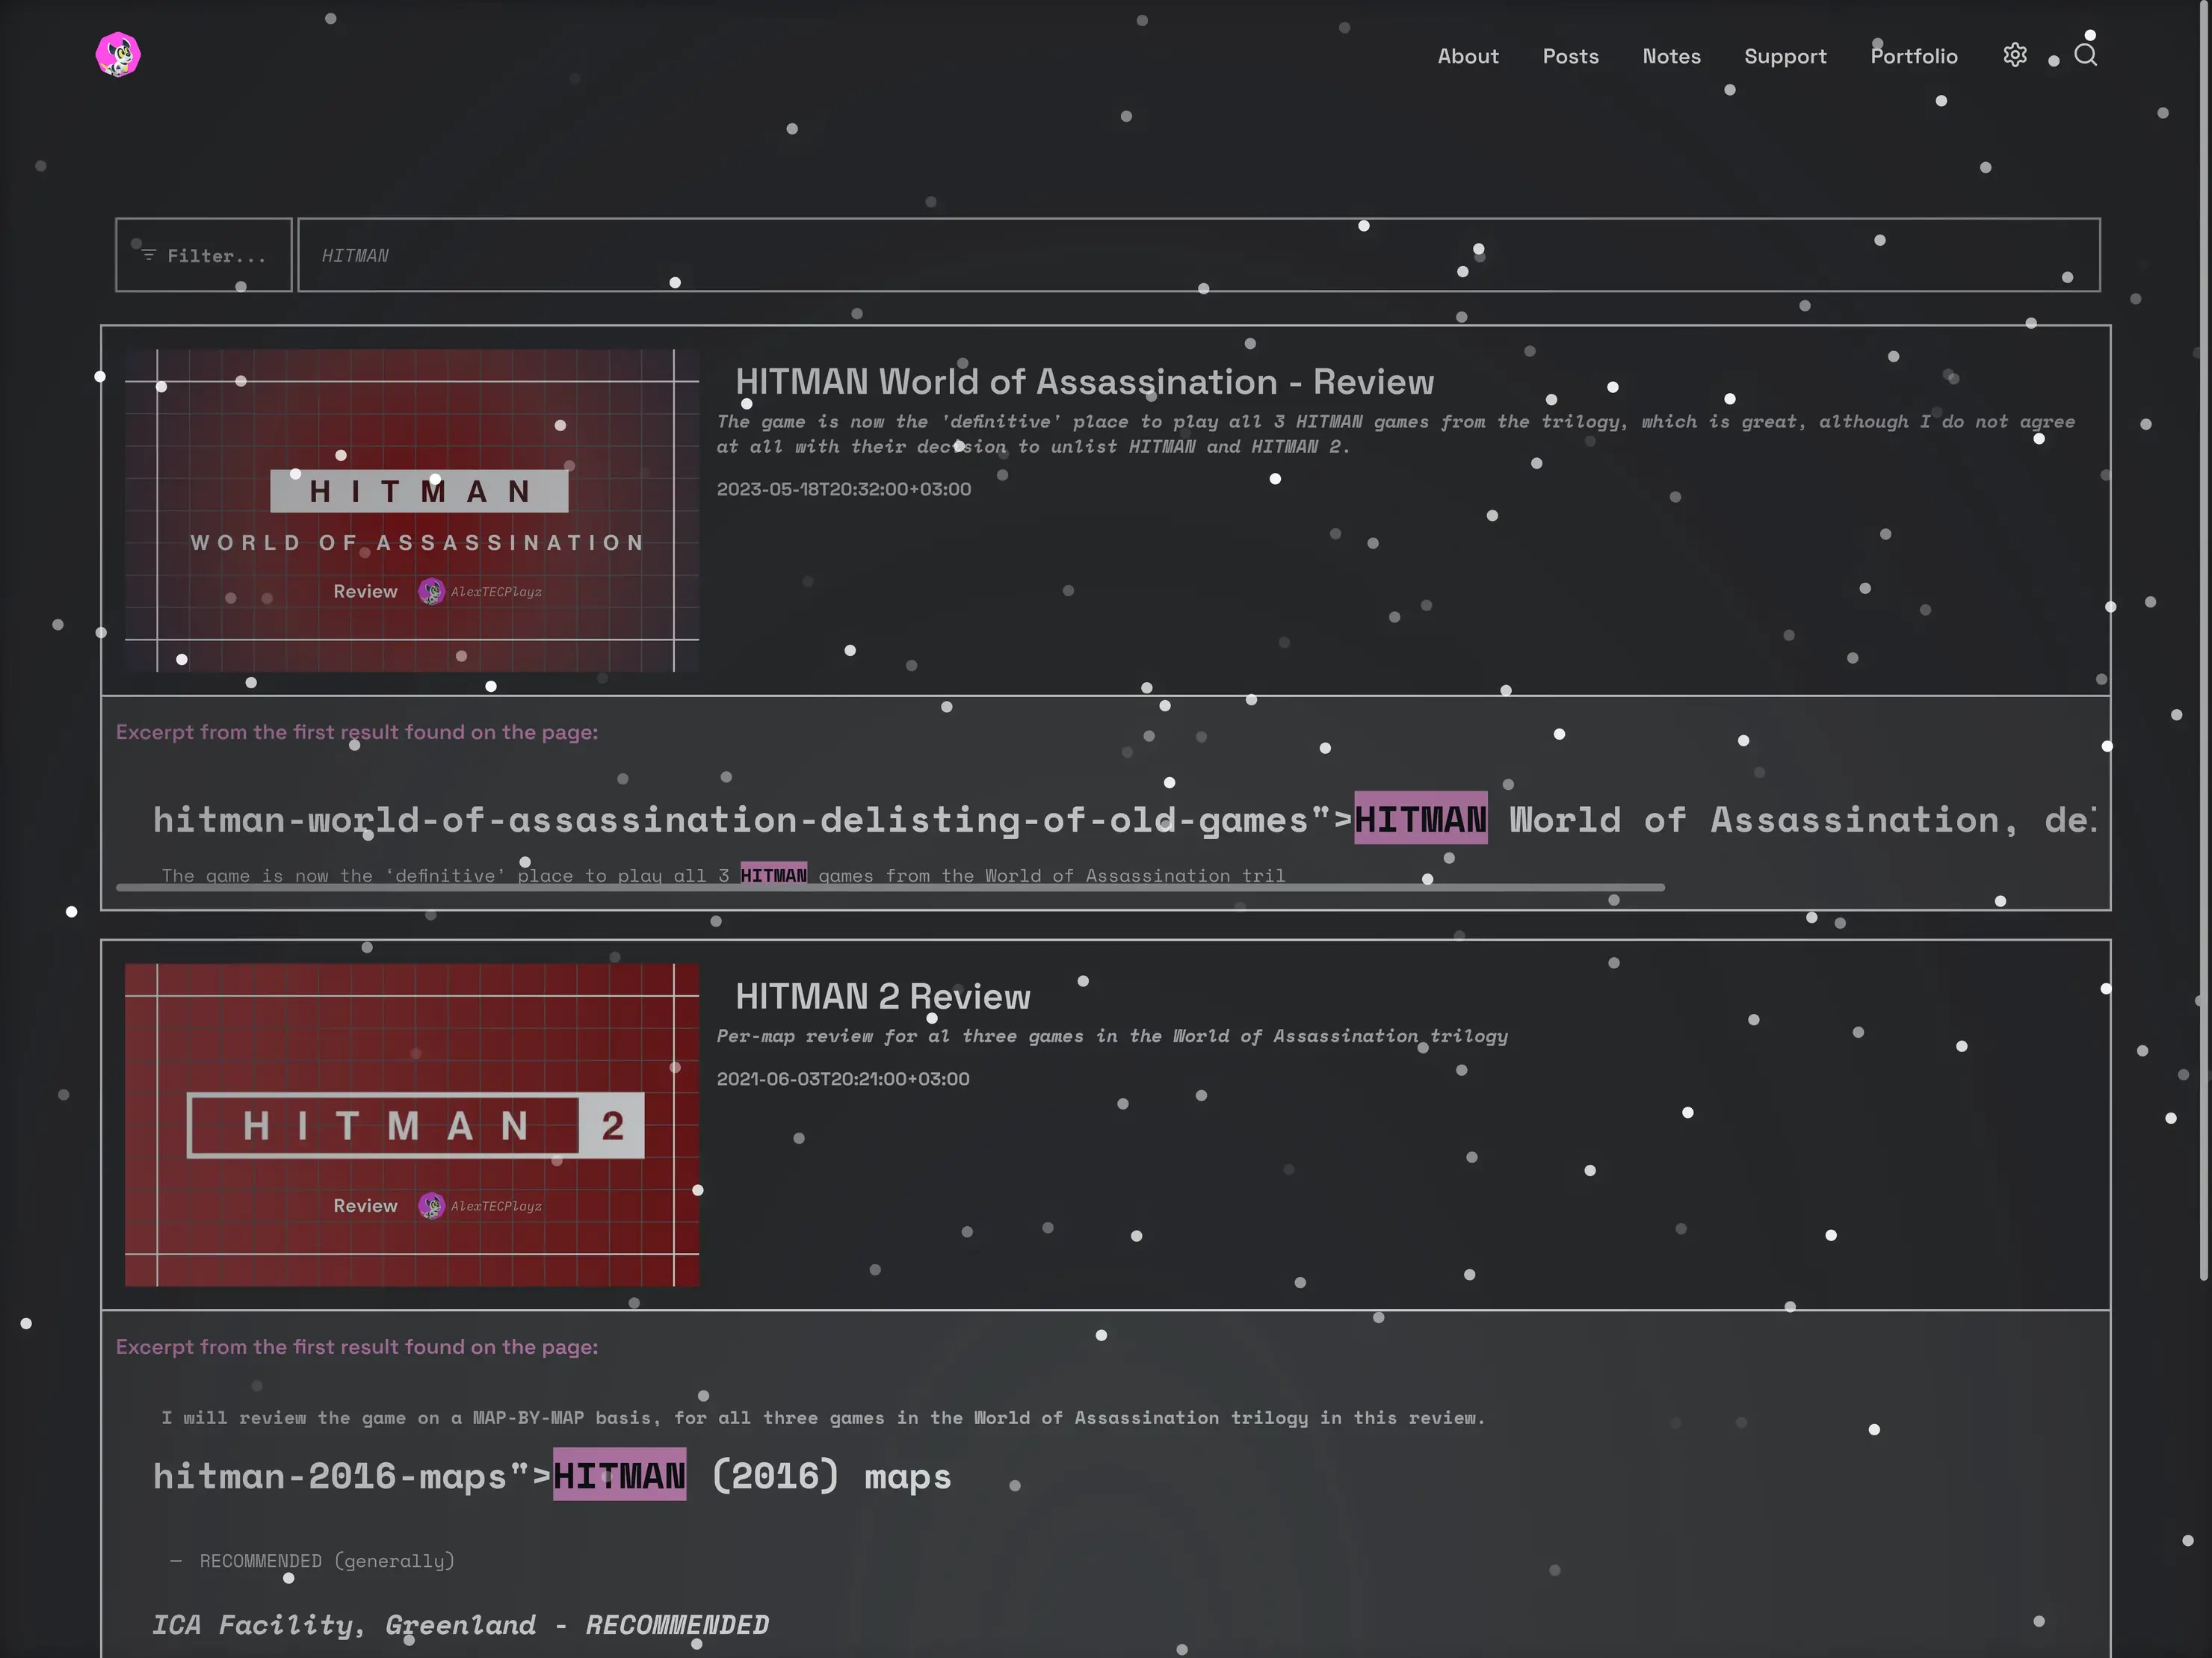 About Posts Notes Support Portfolio
Filter... HITMAN
HITMAN
WORLD OF ASSASSINATION
Review AlexTECPlayz
HITMAN World of Assassination - Review
The game is now the 'definitive' place to play all 3 HITMAN games from the trilogy, which is great, although I do not agree
at all with their decision to unlist HITMAN and HITMAN 2.
2023-05-18T20:32:00+03:00
Excerpt from the first result found on the page:
hitman-world-of-assassination-delisting-of-old-games">HITMAN World of Assassination,
The game is now the 'definitive' place to play all 3 HITMAN games from the World of Assassination tril
HITMAN 2
Review AlexTECPlayz
HITMAN 2 Review
Per-map review for al three games in the World of Assassination trilogy
2021-06-03T20:21:00+03:00
Excerpt from the first result found on the page:
I will review the game on a MAP-BY-MAP basis, for all three games in the World of Assassination trilogy in this review.
hitman-2016-maps">HITMAN (2016) maps
— RECOMMENDED (generally)
ICA Facility, Greenland - RECOMMENDED